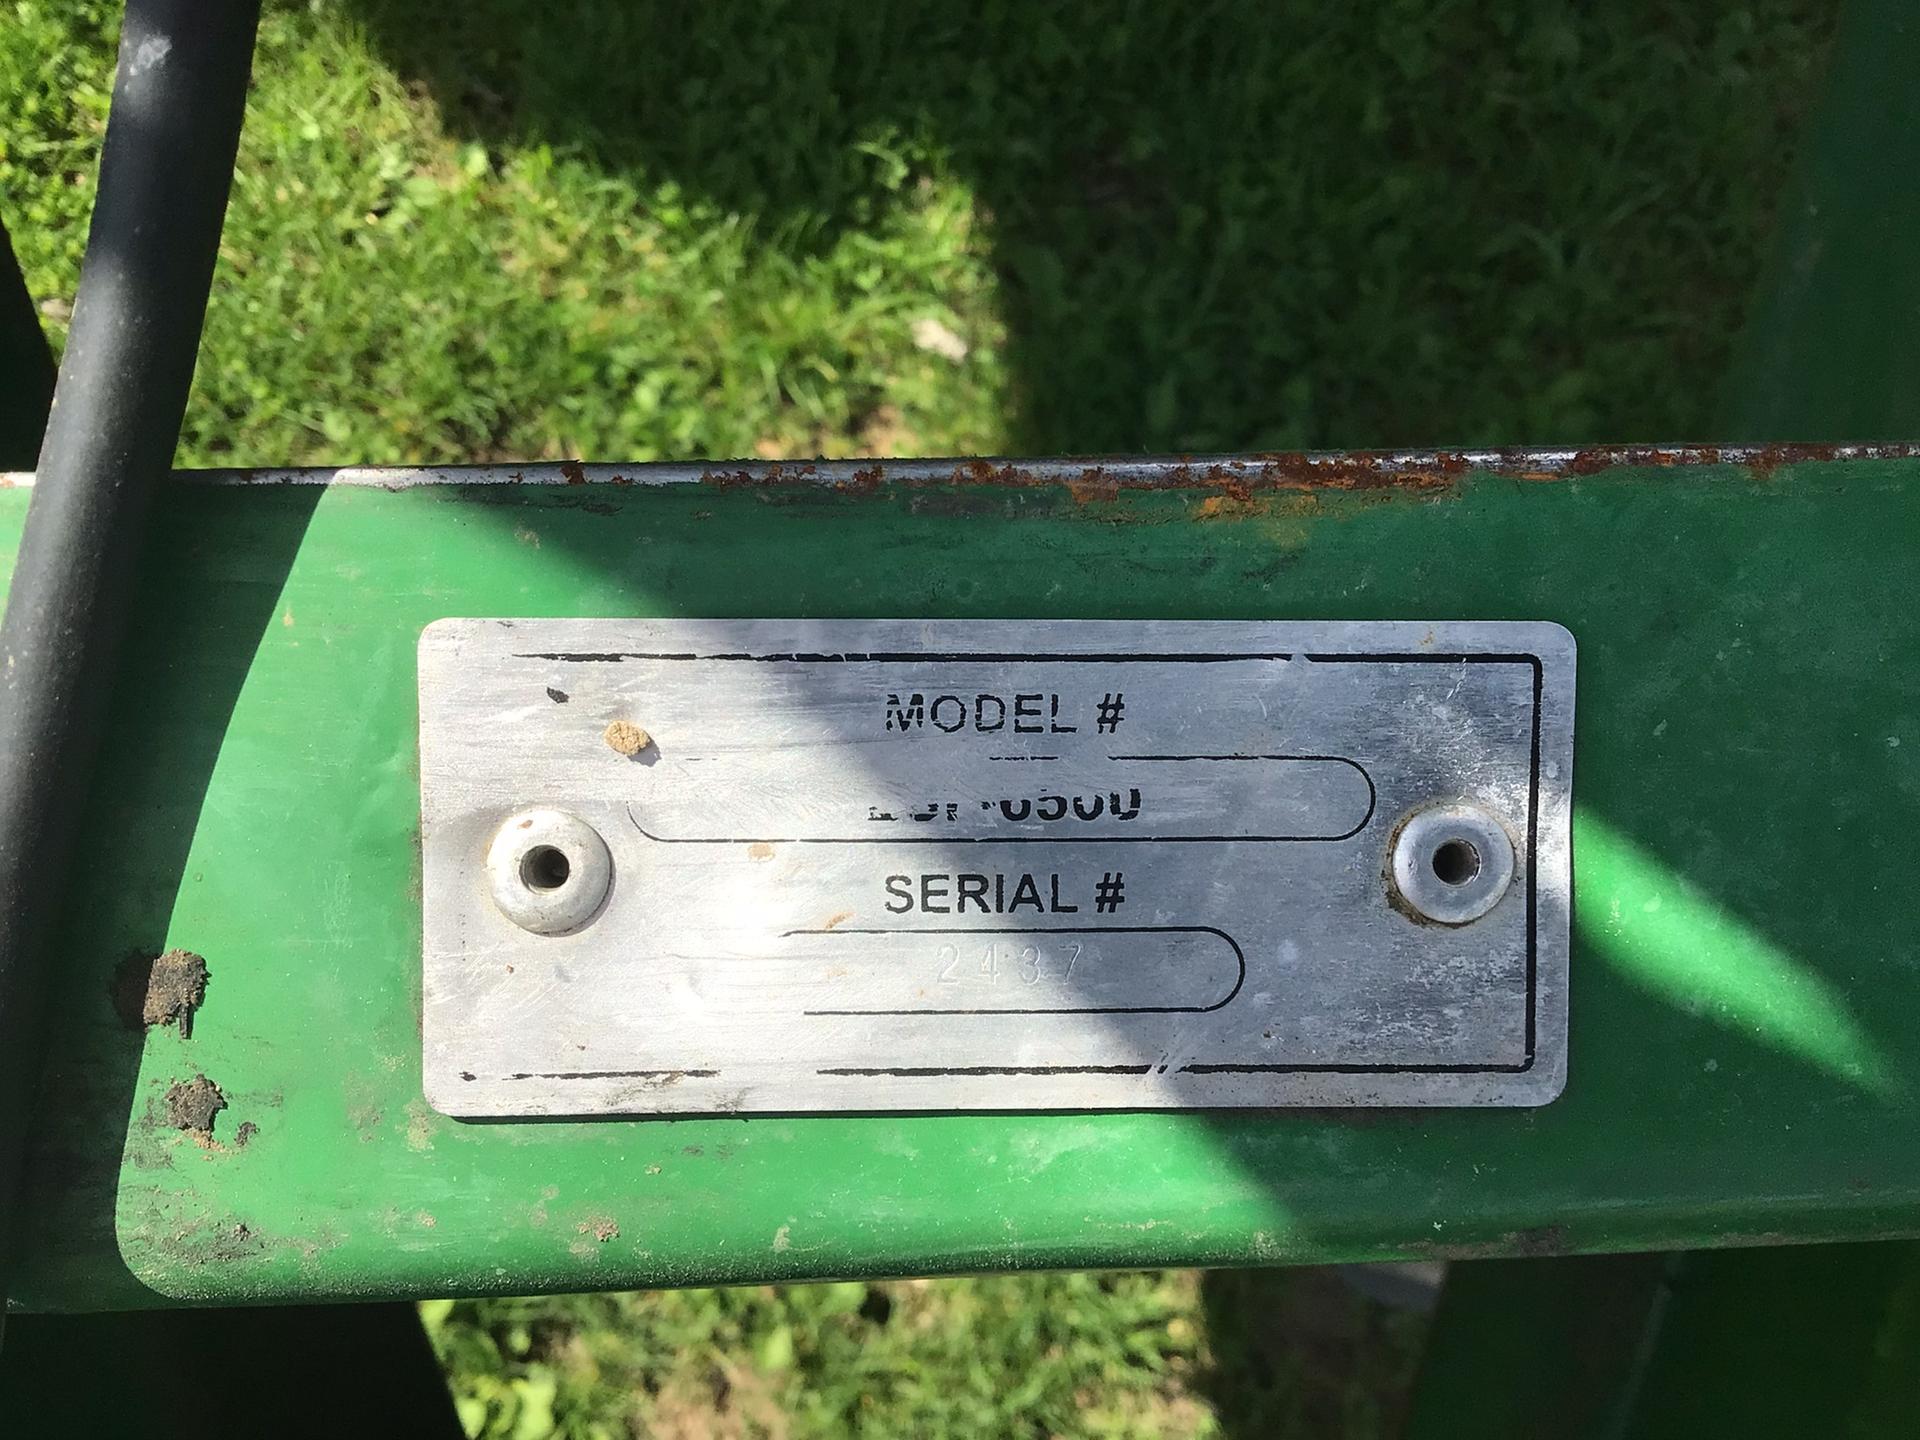 MODEL #
SERIAL #
2437